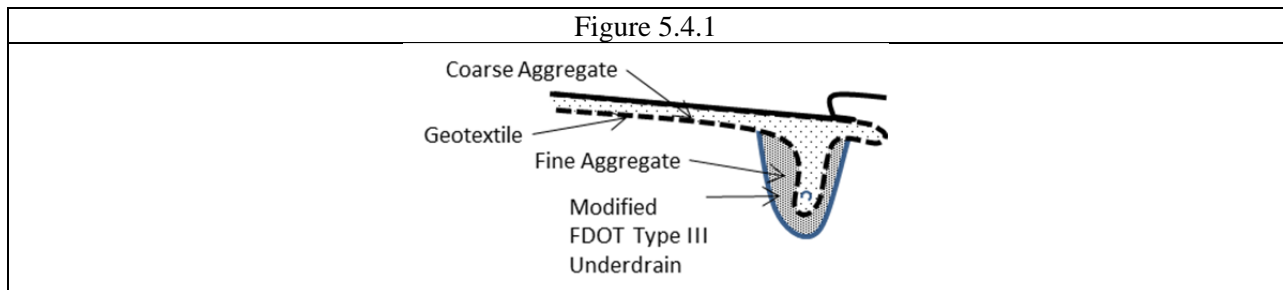 Figure 5.4.1
Coarse Aggregate
Geotextile
Fine Aggregate
Modified
FDOT Type III
Underdrain